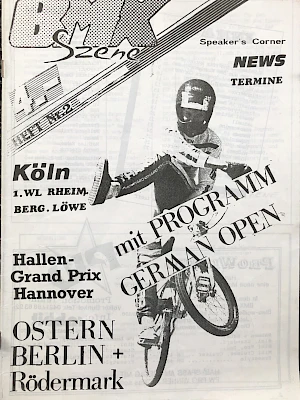 BMX
Szene
Speaker's Corner
NEWS
TERMINE
HEFT Nr.2
Köln
1.WL RHEIM.
BERG. LÖWE
mit PROGRAMM
GERMAN OPEN
Hallen-
Grand Prix
Hannover
OSTERN
BERLIN +
Rödermark